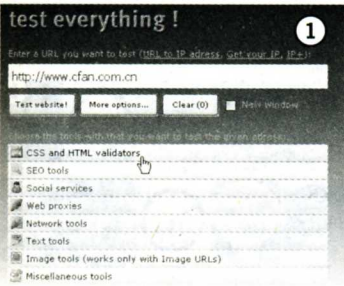 test everything !
1
Enter a URL you want to test (URL to IP adress, Get your IP, IP+):
http://www.cfan.com.cn
Test website! More options... Clear (0) New window
Choose the tools with that you want to test the given adress:
CSS and HTML validators
SEO tools
Social services
Web proxies
Network tools
Text tools
Image tools (works only with Image URLs)
Miscellaneous tools